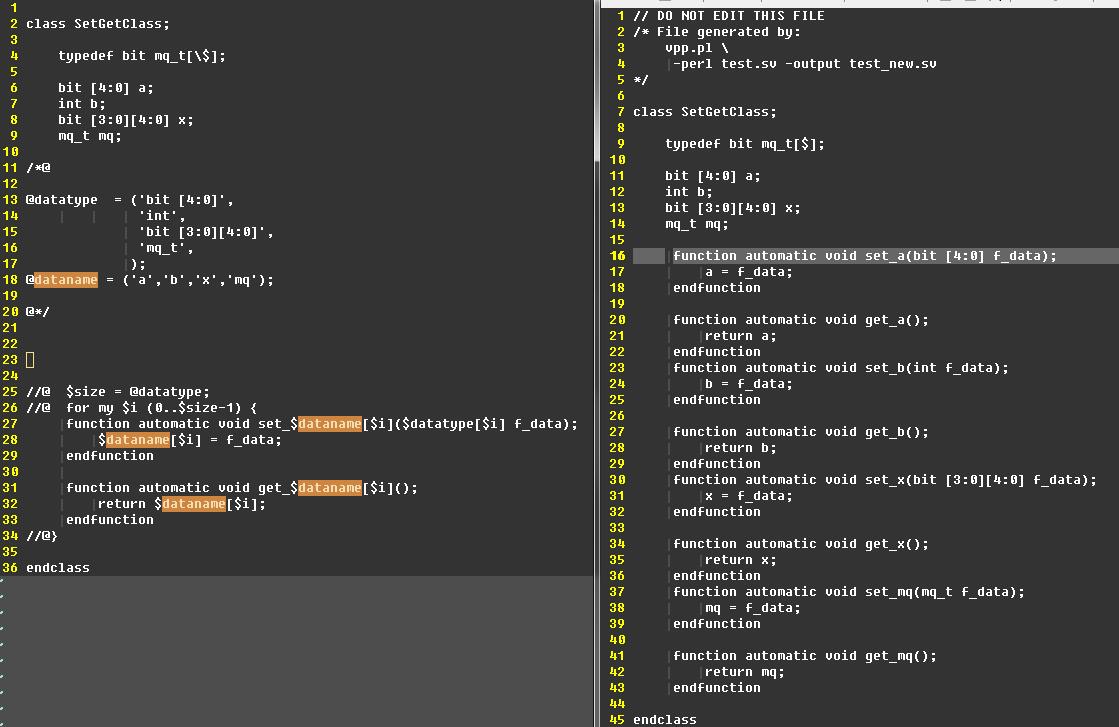 1
2 class SetGetClass;
3
4     typedef bit mq_t[\$];
5
6     bit [4:0] a;
7     int b;
8     bit [3:0][4:0] x;
9     mq_t mq;
10
11 /*@
12
13 @datatype  = ('bit [4:0]',
14               'int',
15               'bit [3:0][4:0]',
16               'mq_t',
17              );
18 @dataname = ('a','b','x','mq');
19
20 @*/
21
22
23
24
25 //@  $size = @datatype;
26 //@  for my $i (0..$size-1) {
27      function automatic void set_$dataname[$i]($datatype[$i] f_data);
28          $dataname[$i] = f_data;
29      endfunction
30
31      function automatic void get_$dataname[$i]();
32          return $dataname[$i];
33      endfunction
34 //@}
35
36 endclass
1 // DO NOT EDIT THIS FILE
2 /* File generated by:
3     vpp.pl \
4     -perl test.sv -output test_new.sv
5 */
6
7 class SetGetClass;
8
9     typedef bit mq_t[$];
10
11     bit [4:0] a;
12     int b;
13     bit [3:0][4:0] x;
14     mq_t mq;
15
16      function automatic void set_a(bit [4:0] f_data);
17          a = f_data;
18      endfunction
19
20      function automatic void get_a();
21          return a;
22      endfunction
23      function automatic void set_b(int f_data);
24          b = f_data;
25      endfunction
26
27      function automatic void get_b();
28          return b;
29      endfunction
30      function automatic void set_x(bit [3:0][4:0] f_data);
31          x = f_data;
32      endfunction
33
34      function automatic void get_x();
35          return x;
36      endfunction
37      function automatic void set_mq(mq_t f_data);
38          mq = f_data;
39      endfunction
40
41      function automatic void get_mq();
42          return mq;
43      endfunction
44
45 endclass